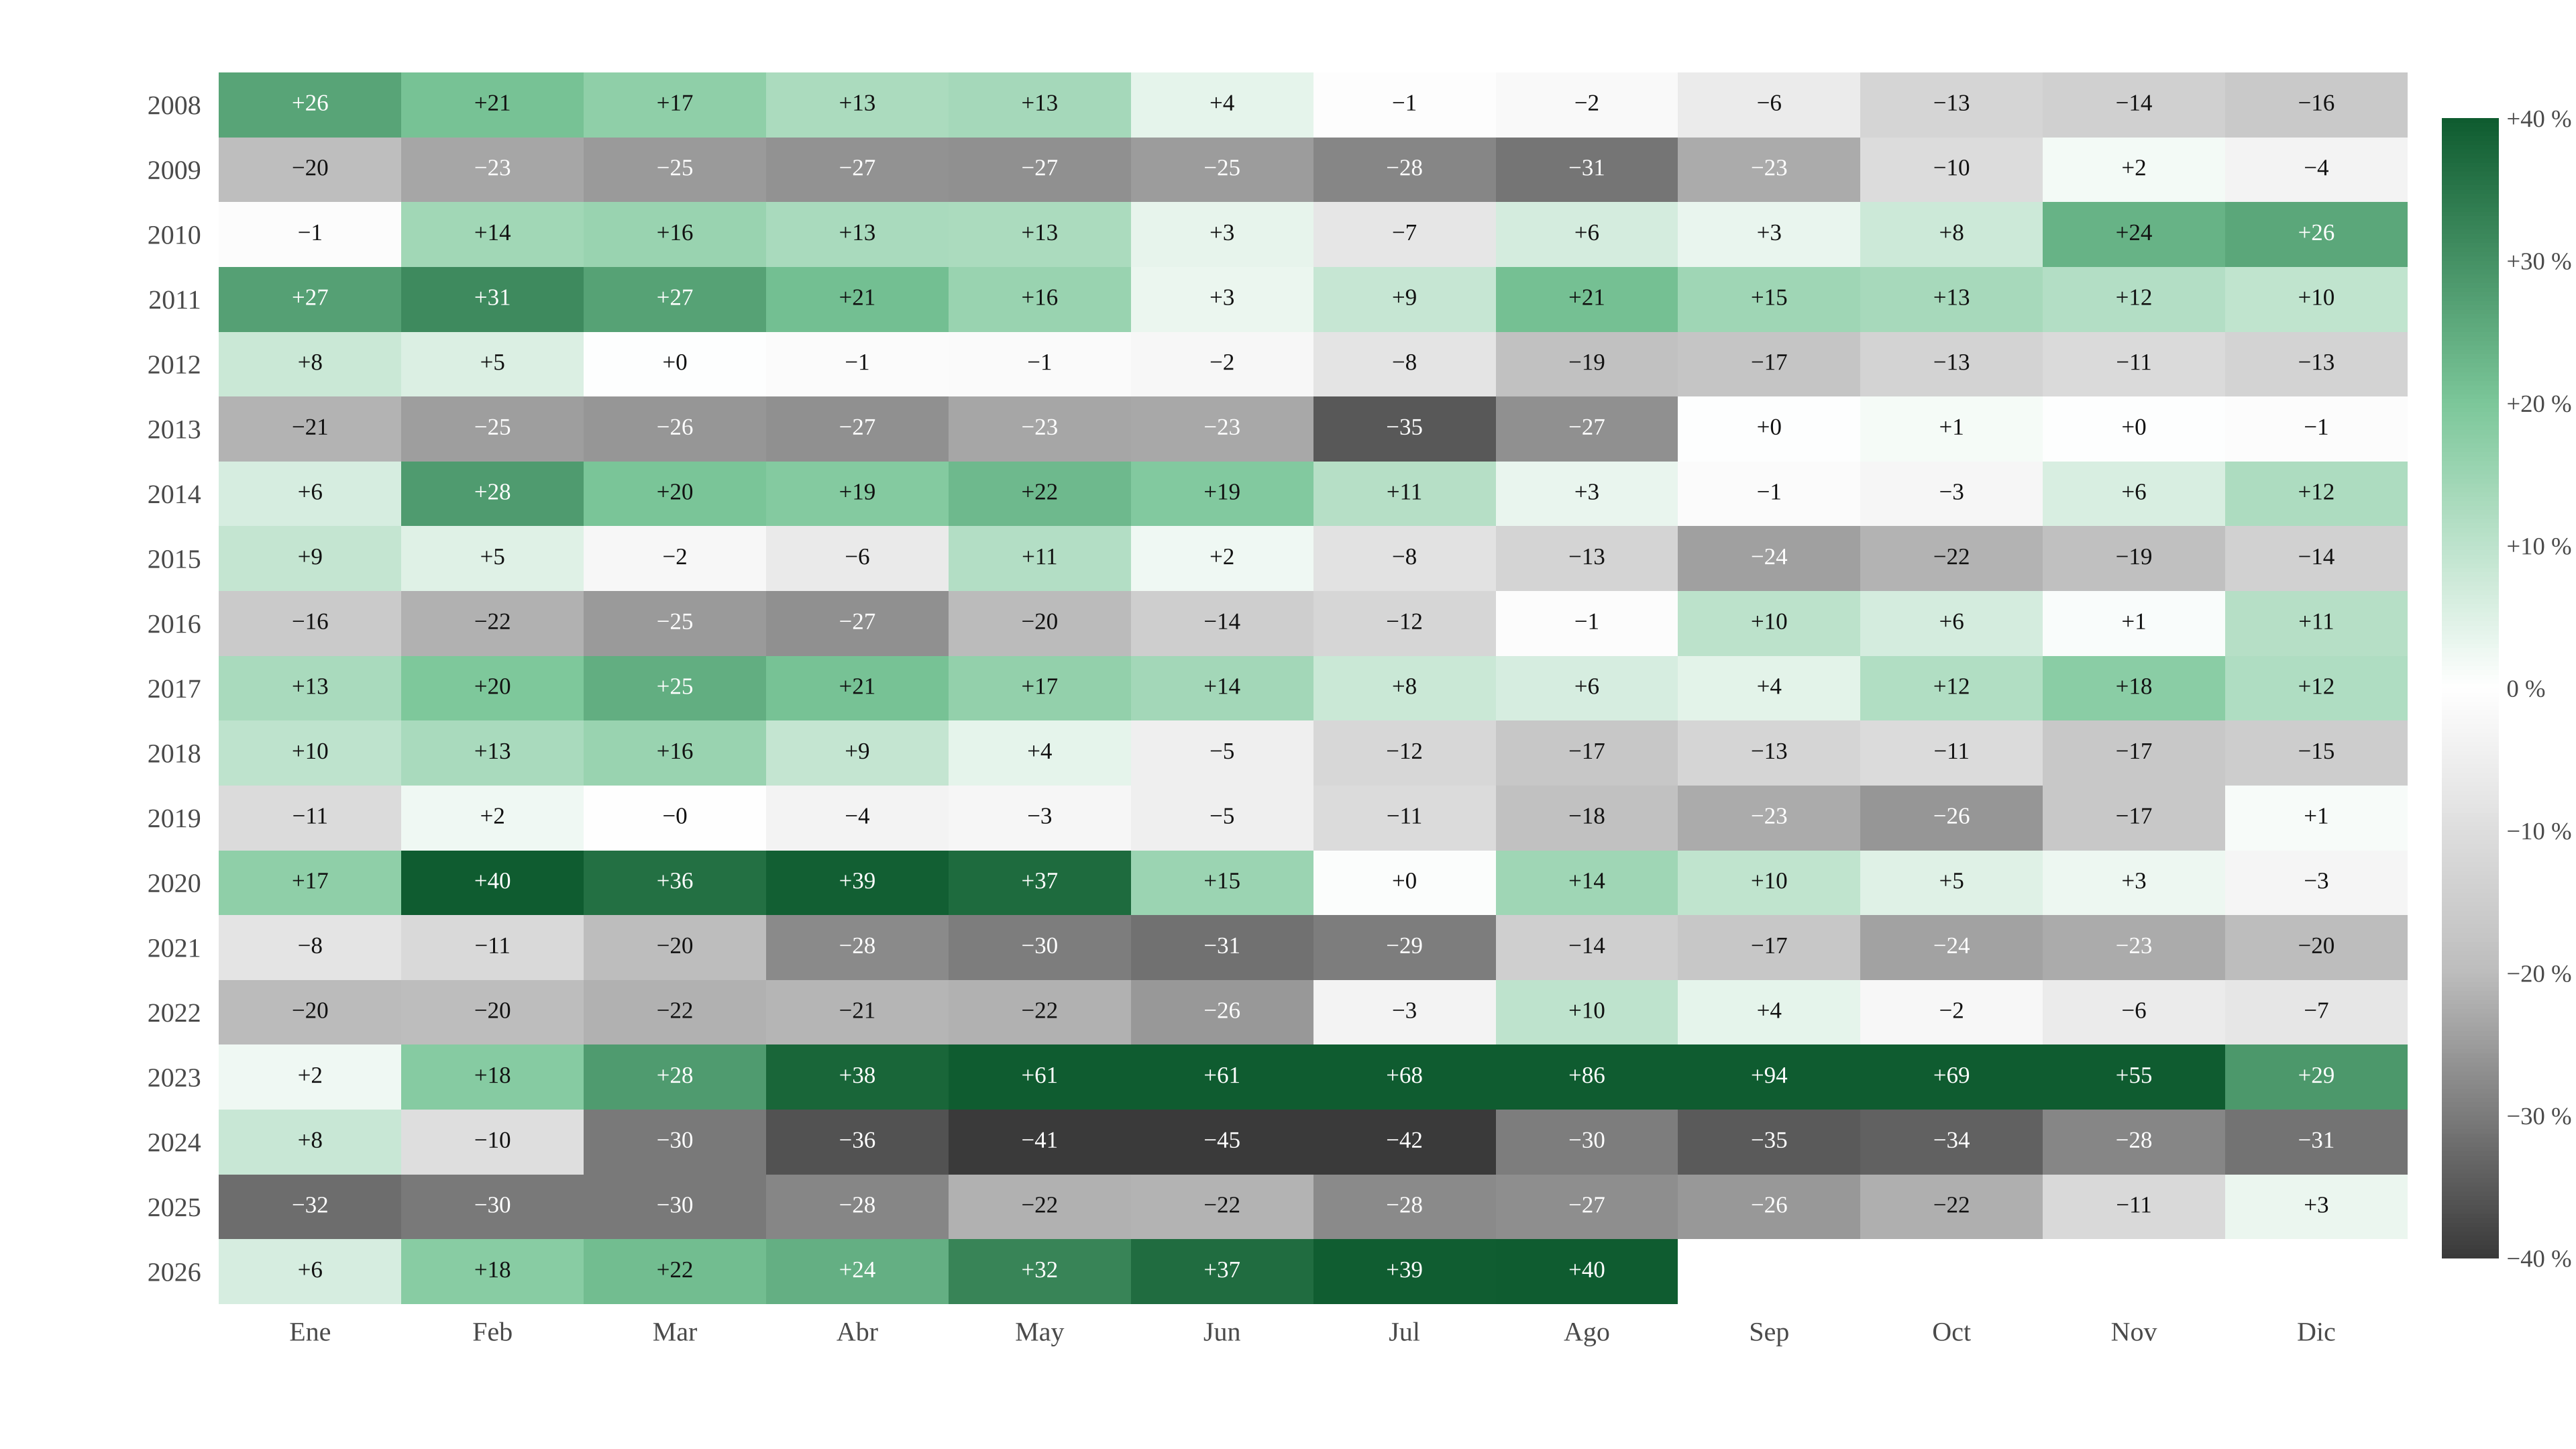 2008 +26 +21 +17 +13 +13 +4 −1 −2 −6 −13 −14 −16
2009 −20 −23 −25 −27 −27 −25 −28 −31 −23 −10 +2 −4
2010 −1 +14 +16 +13 +13 +3 −7 +6 +3 +8 +24 +26
2011 +27 +31 +27 +21 +16 +3 +9 +21 +15 +13 +12 +10
2012 +8 +5 +0 −1 −1 −2 −8 −19 −17 −13 −11 −13
2013 −21 −25 −26 −27 −23 −23 −35 −27 +0 +1 +0 −1
2014 +6 +28 +20 +19 +22 +19 +11 +3 −1 −3 +6 +12
2015 +9 +5 −2 −6 +11 +2 −8 −13 −24 −22 −19 −14
2016 −16 −22 −25 −27 −20 −14 −12 −1 +10 +6 +1 +11
2017 +13 +20 +25 +21 +17 +14 +8 +6 +4 +12 +18 +12
2018 +10 +13 +16 +9 +4 −5 −12 −17 −13 −11 −17 −15
2019 −11 +2 −0 −4 −3 −5 −11 −18 −23 −26 −17 +1
2020 +17 +40 +36 +39 +37 +15 +0 +14 +10 +5 +3 −3
2021 −8 −11 −20 −28 −30 −31 −29 −14 −17 −24 −23 −20
2022 −20 −20 −22 −21 −22 −26 −3 +10 +4 −2 −6 −7
2023 +2 +18 +28 +38 +61 +61 +68 +86 +94 +69 +55 +29
2024 +8 −10 −30 −36 −41 −45 −42 −30 −35 −34 −28 −31
2025 −32 −30 −30 −28 −22 −22 −28 −27 −26 −22 −11 +3
2026 +6 +18 +22 +24 +32 +37 +39 +40
Ene Feb Mar Abr May Jun Jul Ago Sep Oct Nov Dic
+40 %
+30 %
+20 %
+10 %
0 %
−10 %
−20 %
−30 %
−40 %